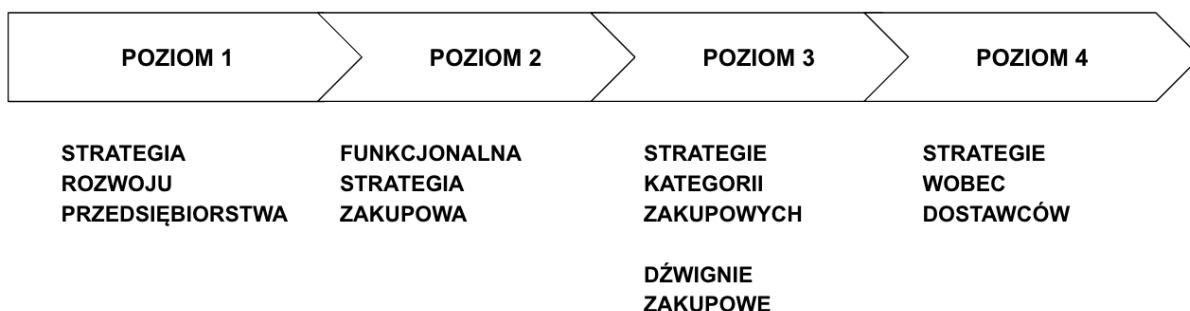 POZIOM 1
POZIOM 2
POZIOM 3
POZIOM 4
STRATEGIA
ROZWOJU
PRZEDSIĘBIORSTWA
FUNKCJONALNA
STRATEGIA
ZAKUPOWA
STRATEGIE
KATEGORII
ZAKUPOWYCH
DŹWIGNIE
ZAKUPOWE
STRATEGIE
WOBEC
DOSTAWCÓW